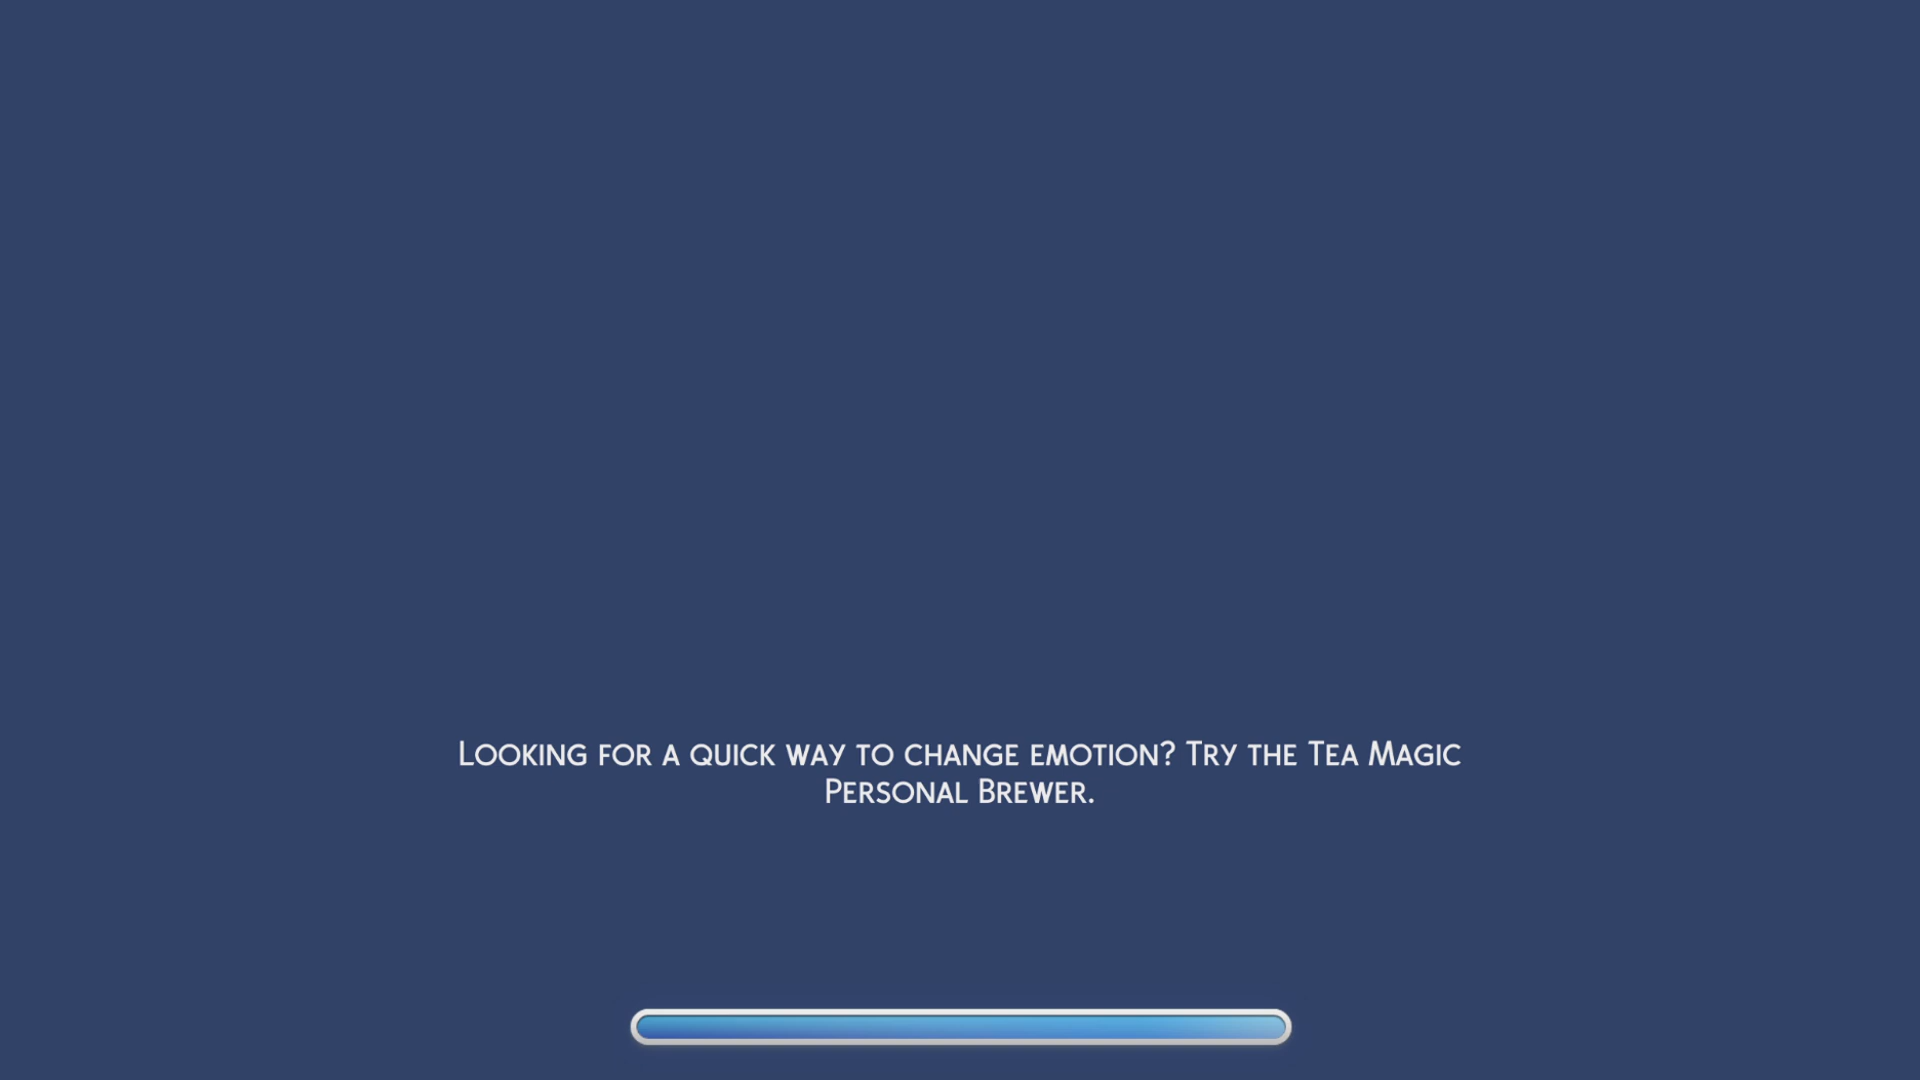 Looking for a quick way to change emotion? Try the Tea Magic
Personal Brewer.